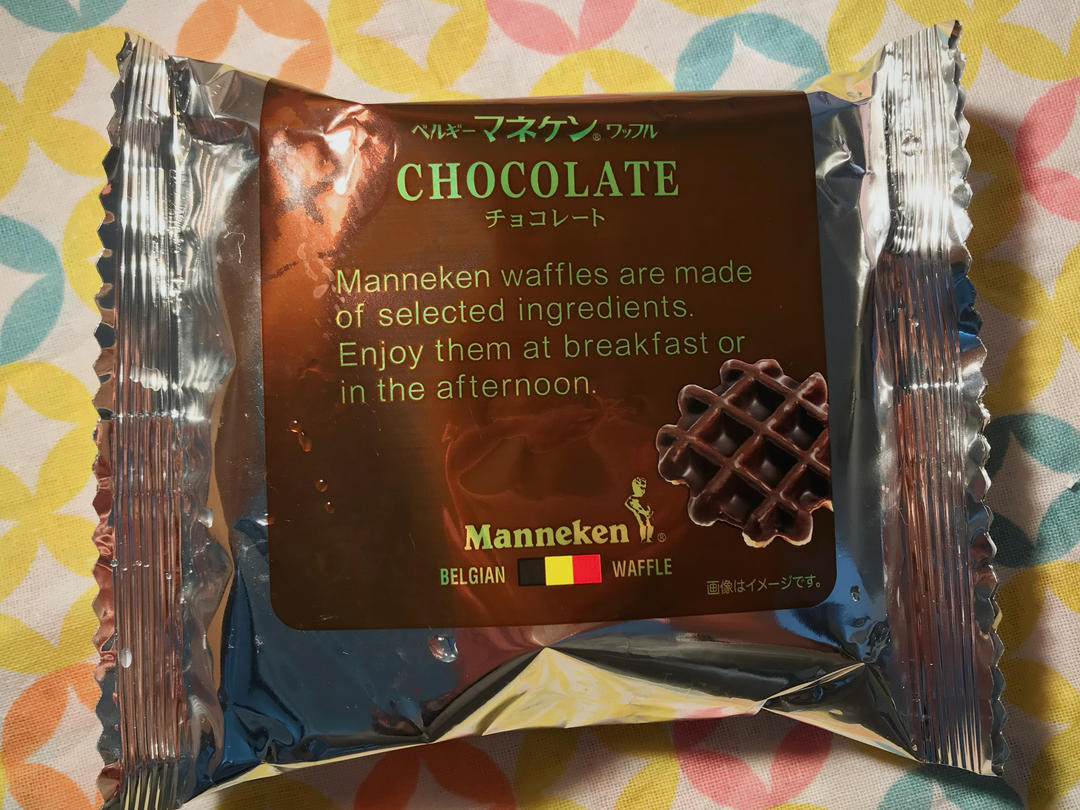 ベルギーマネケン®ワッフル
CHOCOLATE
チョコレート
Manneken waffles are made
of selected ingredients.
Enjoy them at breakfast or
in the afternoon.
Manneken®
BELGIAN WAFFLE
画像はイメージです。